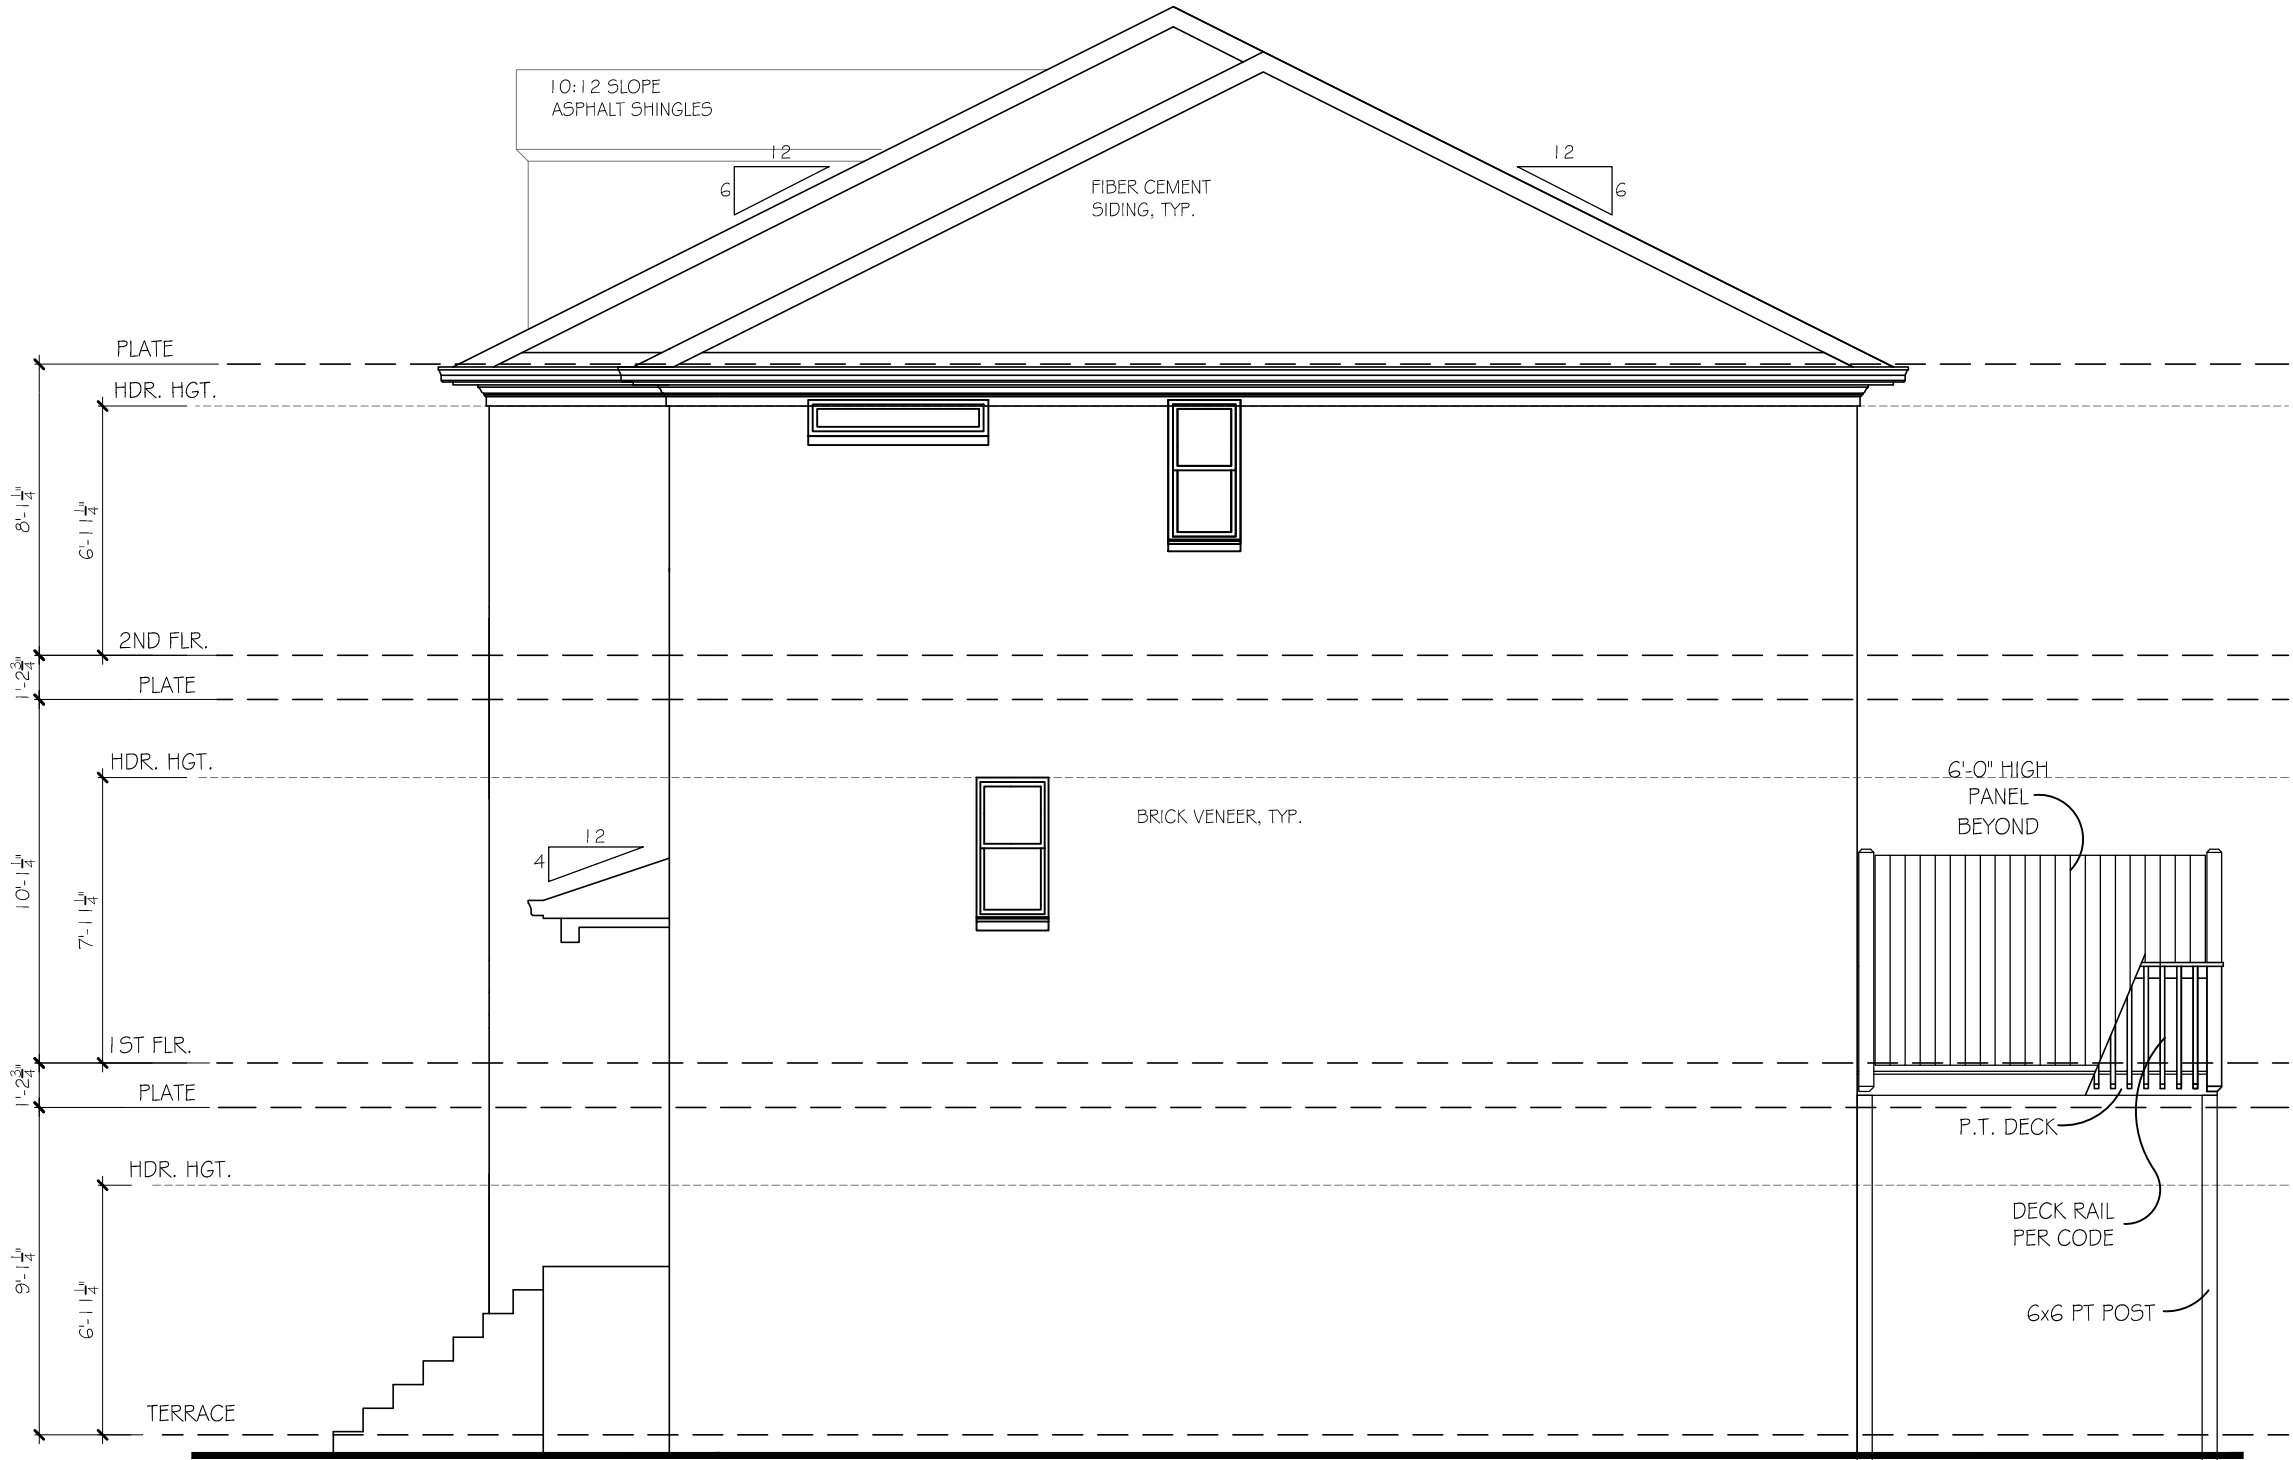 10:12 SLOPE
ASPHALT SHINGLES
12
6
12
6
FIBER CEMENT
SIDING, TYP.
PLATE
HDR. HGT.
8'-1 1/4"
6'-11 1/4"
2ND FLR.
1'-2 3/4"
PLATE
HDR. HGT.
6'-0" HIGH
PANEL
BEYOND
BRICK VENEER, TYP.
12
4
10'-1 1/4"
7'-11 1/4"
1ST FLR.
1'-2 3/4"
PLATE
P.T. DECK
HDR. HGT.
DECK RAIL
PER CODE
9'-1 1/4"
6'-11 1/4"
6x6 PT POST
TERRACE